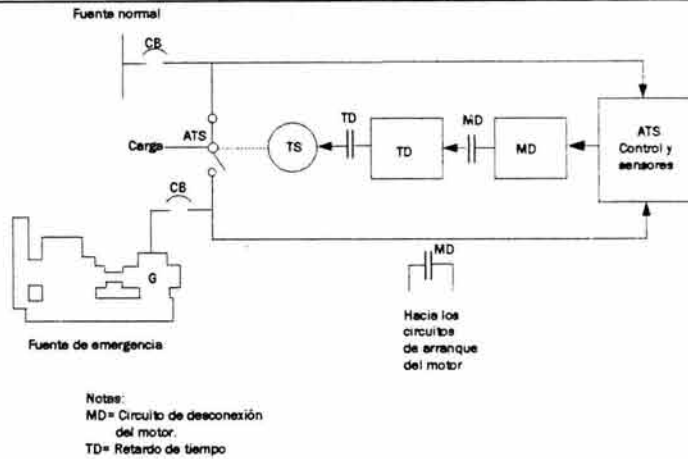 Fuente normal
CB
ATS
Carga
TS
TD
TD
MD
MD
ATS
Control y
sensores
CB
G
MD
Fuente de emergencia
Hacia los
circuitos
de arranque
del motor
Notas:
MD= Circuito de desconexión
del motor.
TD= Retardo de tiempo